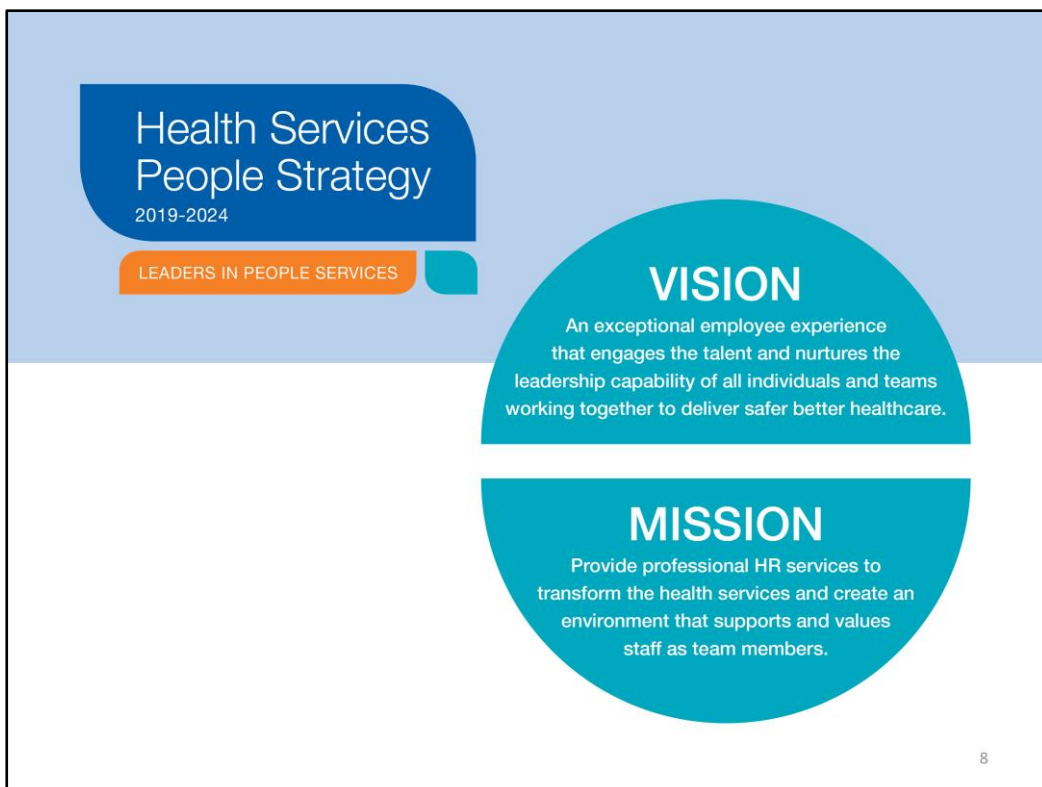 Health Services
People Strategy
2019-2024
LEADERS IN PEOPLE SERVICES
VISION
An exceptional employee experience
that engages the talent and nurtures the
leadership capability of all individuals and teams
working together to deliver safer better healthcare.
MISSION
Provide professional HR services to
transform the health services and create an
environment that supports and values
staff as team members.
8